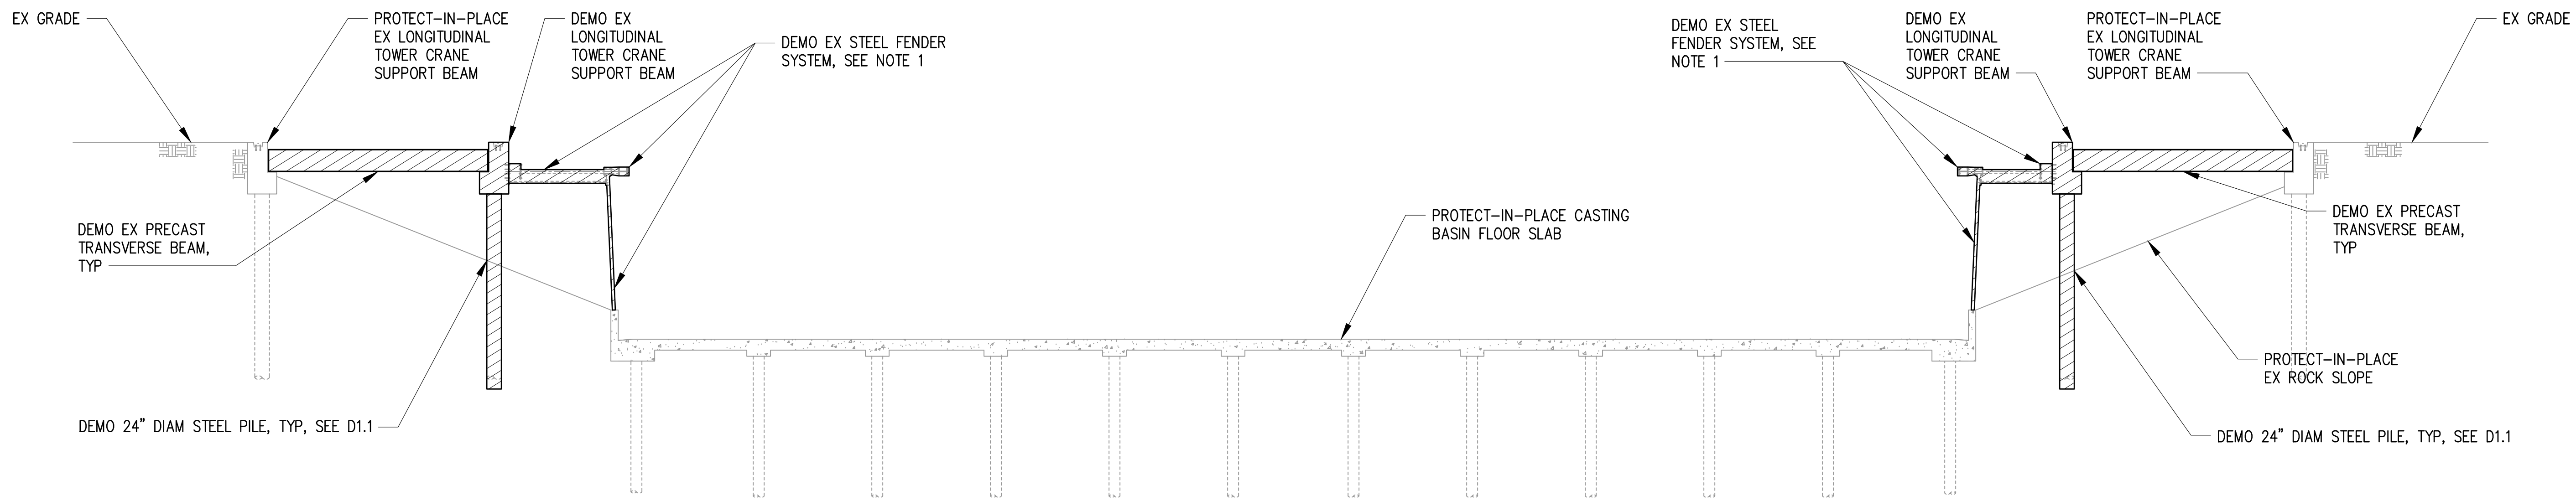 EX GRADE
PROTECT-IN-PLACE
EX LONGITUDINAL
TOWER CRANE
SUPPORT BEAM
DEMO EX
LONGITUDINAL
TOWER CRANE
SUPPORT BEAM
DEMO EX STEEL FENDER
SYSTEM, SEE NOTE 1
DEMO EX STEEL
FENDER SYSTEM, SEE
NOTE 1
DEMO EX
LONGITUDINAL
TOWER CRANE
SUPPORT BEAM
PROTECT-IN-PLACE
EX LONGITUDINAL
TOWER CRANE
SUPPORT BEAM
EX GRADE
DEMO EX PRECAST
TRANSVERSE BEAM,
TYP
PROTECT-IN-PLACE CASTING
BASIN FLOOR SLAB
DEMO EX PRECAST
TRANSVERSE BEAM,
TYP
PROTECT-IN-PLACE
EX ROCK SLOPE
DEMO 24" DIAM STEEL PILE, TYP, SEE D1.1
DEMO 24" DIAM STEEL PILE, TYP, SEE D1.1